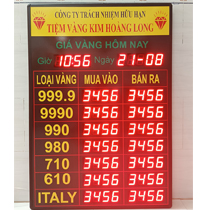 CÔNG TY TRÁCH NHIỆM HỮU HẠN
TIỆM VÀNG KIM HOÀNG LONG
GIÁ VÀNG HÔM NAY
Giờ 10:56 Ngày 21-08
LOẠI VÀNG MUA VÀO BÁN RA
999.9 3456 3456
9990 3456 3456
990 3456 3456
980 3456 3456
710 3456 3456
610 3456 3456
ITALY 3456 3456